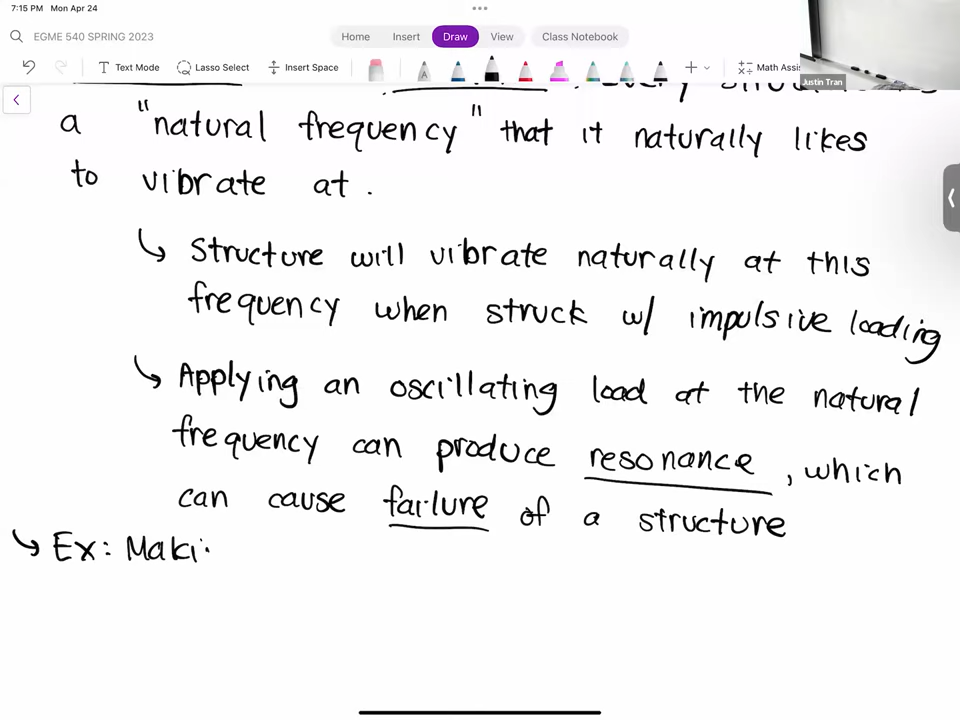 7:15 PM Mon Apr 24
EGME 540 SPRING 2023
Home Insert Draw View Class Notebook
Text Mode Lasso Select Insert Space Math Assis
Justin Tran
a "natural frequency" that it naturally likes
to vibrate at.
↳ Structure will vibrate naturally at this
frequency when struck w/ impulsive loading
↳ Applying an oscillating load at the natural
frequency can produce resonance, which
can cause failure of a structure
↳ Ex: Maki